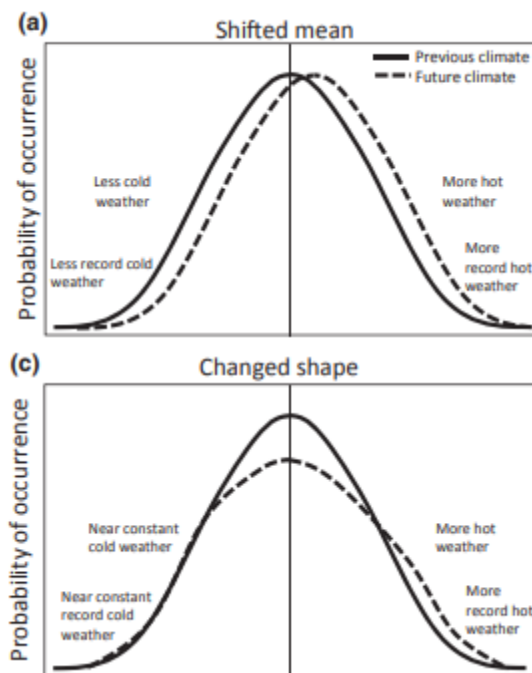 (a)
Shifted mean
Previous climate
Future climate
Probability of occurrence
Less cold
weather
More hot
weather
Less record cold
weather
More
record hot
weather
(c)
Changed shape
Probability of occurrence
Near constant
cold weather
More hot
weather
Near constant
record cold
weather
More
record hot
weather